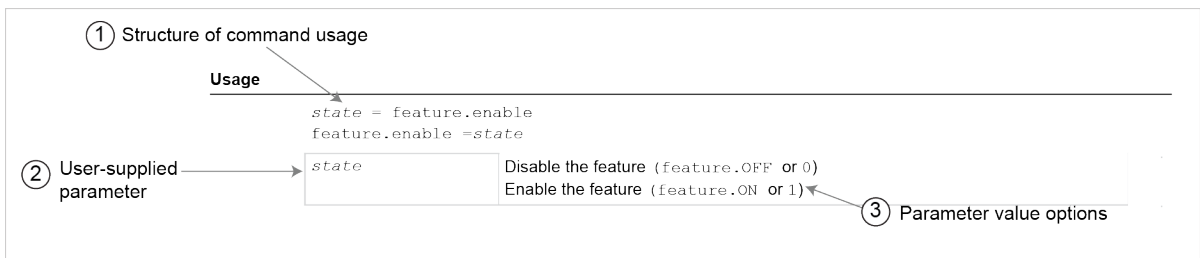 1 Structure of command usage
Usage
state = feature.enable
feature.enable =state
2 User-supplied
parameter
state
Disable the feature (feature.OFF or 0)
Enable the feature (feature.ON or 1)
3 Parameter value options